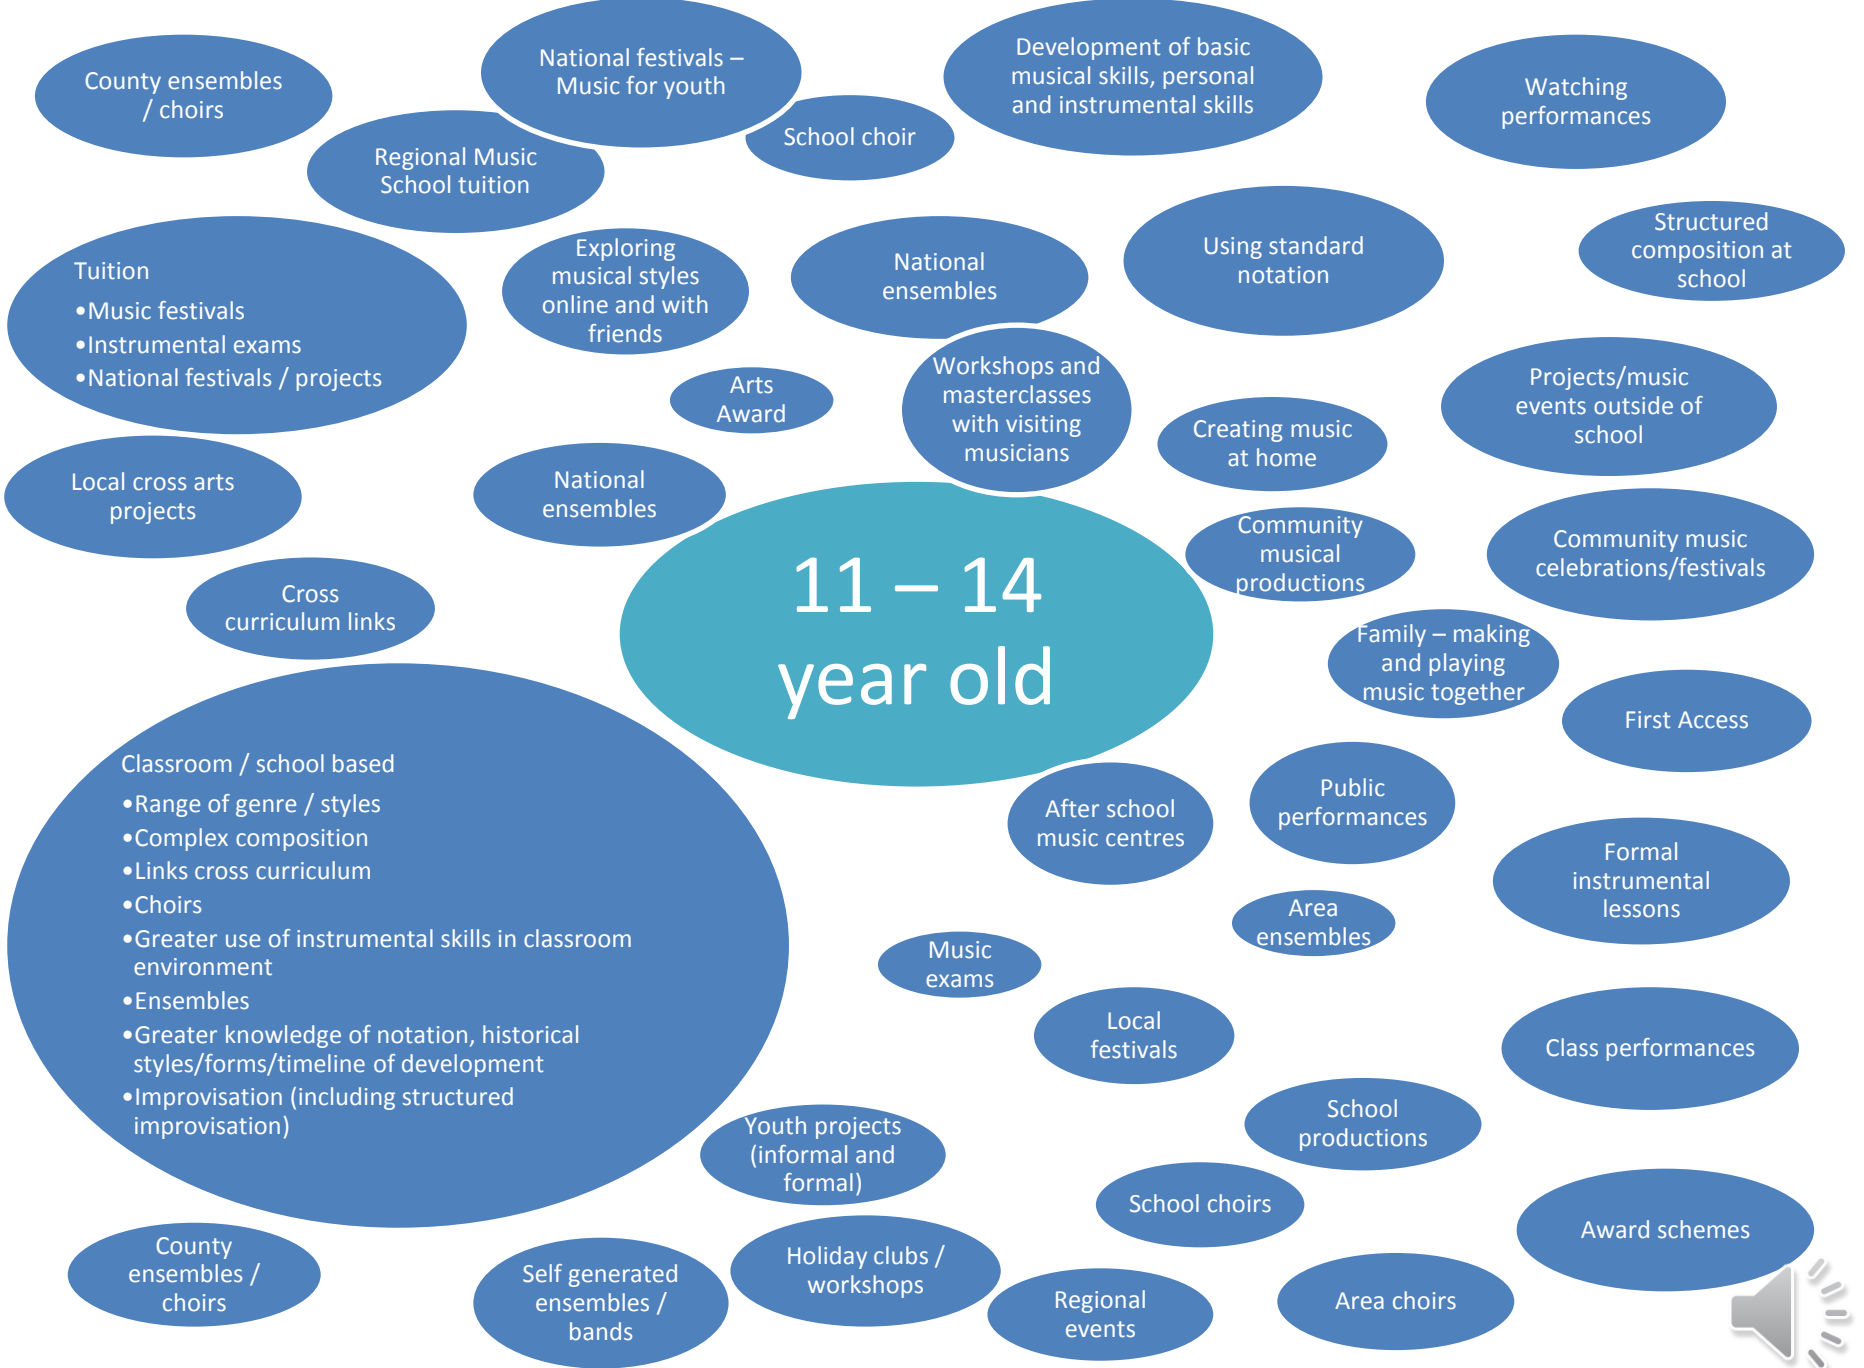 County ensembles
/ choirs
National festivals –
Music for youth
Development of basic
musical skills, personal
and instrumental skills
Watching
performances
Regional Music
School tuition
School choir
Tuition
•Music festivals
•Instrumental exams
•National festivals / projects
Exploring
musical styles
online and with
friends
National
ensembles
Using standard
notation
Structured
composition at
school
Arts
Award
Workshops and
masterclasses
with visiting
musicians
Creating music
at home
Projects/music
events outside of
school
Local cross arts
projects
National
ensembles
Community
musical
productions
Community music
celebrations/festivals
Cross
curriculum links
11 – 14
year old
Family – making
and playing
music together
First Access
Classroom / school based
•Range of genre / styles
•Complex composition
•Links cross curriculum
•Choirs
•Greater use of instrumental skills in classroom
environment
•Ensembles
•Greater knowledge of notation, historical
styles/forms/timeline of development
•Improvisation (including structured
improvisation)
After school
music centres
Public
performances
Formal
instrumental
lessons
Area
ensembles
Music
exams
Local
festivals
Class performances
School
productions
Youth projects
(informal and
formal)
School choirs
Award schemes
County
ensembles /
choirs
Self generated
ensembles /
bands
Holiday clubs /
workshops
Regional
events
Area choirs